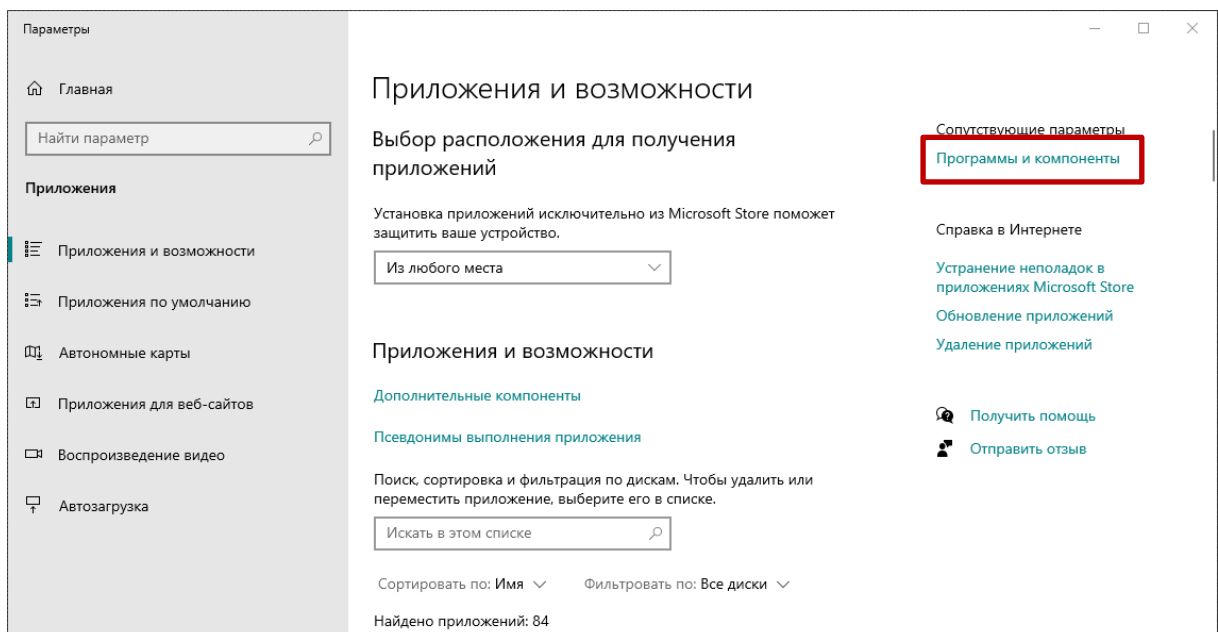 Параметры
Главная
Найти параметр
Приложения
Приложения и возможности
Приложения по умолчанию
Автономные карты
Приложения для веб-сайтов
Воспроизведение видео
Автозагрузка
Приложения и возможности
Выбор расположения для получения
приложений
Установка приложений исключительно из Microsoft Store поможет
защитить ваше устройство.
Из любого места
Приложения и возможности
Дополнительные компоненты
Псевдонимы выполнения приложения
Поиск, сортировка и фильтрация по дискам. Чтобы удалить или
переместить приложение, выберите его в списке.
Искать в этом списке
Сортировать по: Имя Фильтровать по: Все диски
Найдено приложений: 84
Сопутствующие параметры
Программы и компоненты
Справка в Интернете
Устранение неполадок в
приложениях Microsoft Store
Обновление приложений
Удаление приложений
Получить помощь
Отправить отзыв